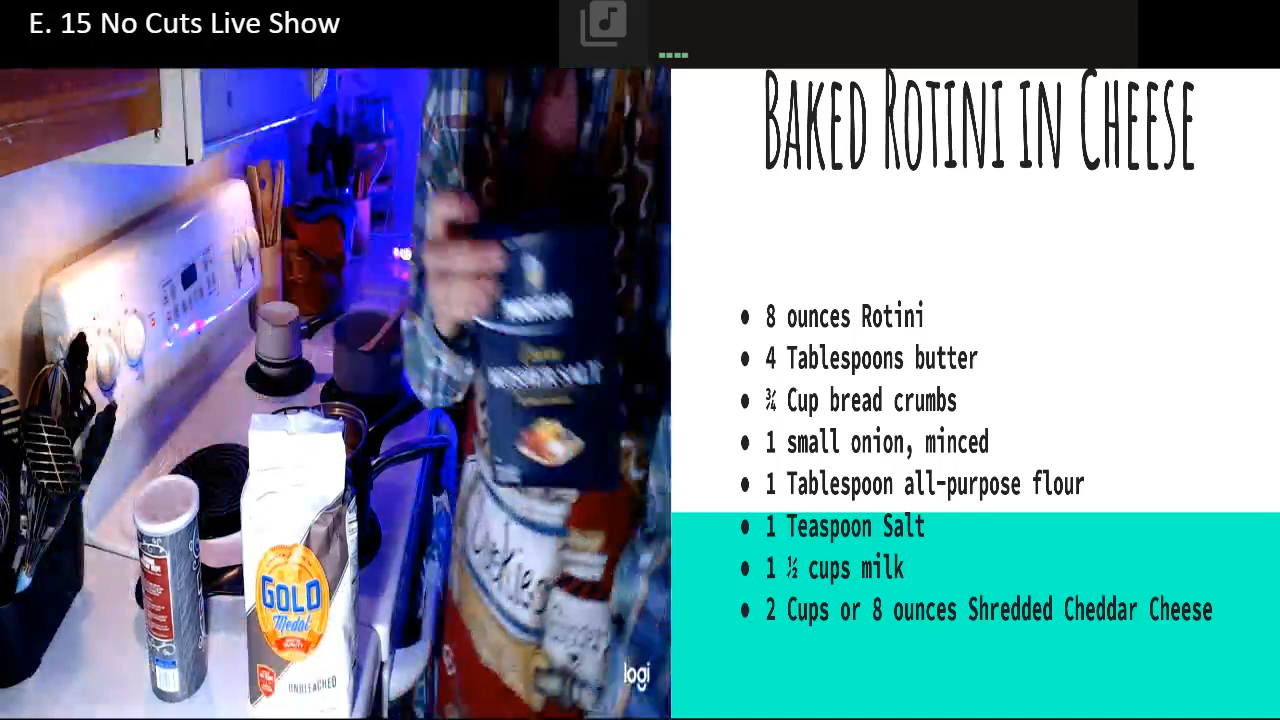 E. 15 No Cuts Live Show
BAKED ROTINI IN CHEESE
• 8 ounces Rotini
• 4 Tablespoons butter
• ¾ Cup bread crumbs
• 1 small onion, minced
• 1 Tablespoon all-purpose flour
• 1 Teaspoon Salt
• 1 ½ cups milk
• 2 Cups or 8 ounces Shredded Cheddar Cheese
GOLD
Medal
UNBLEACHED
logi